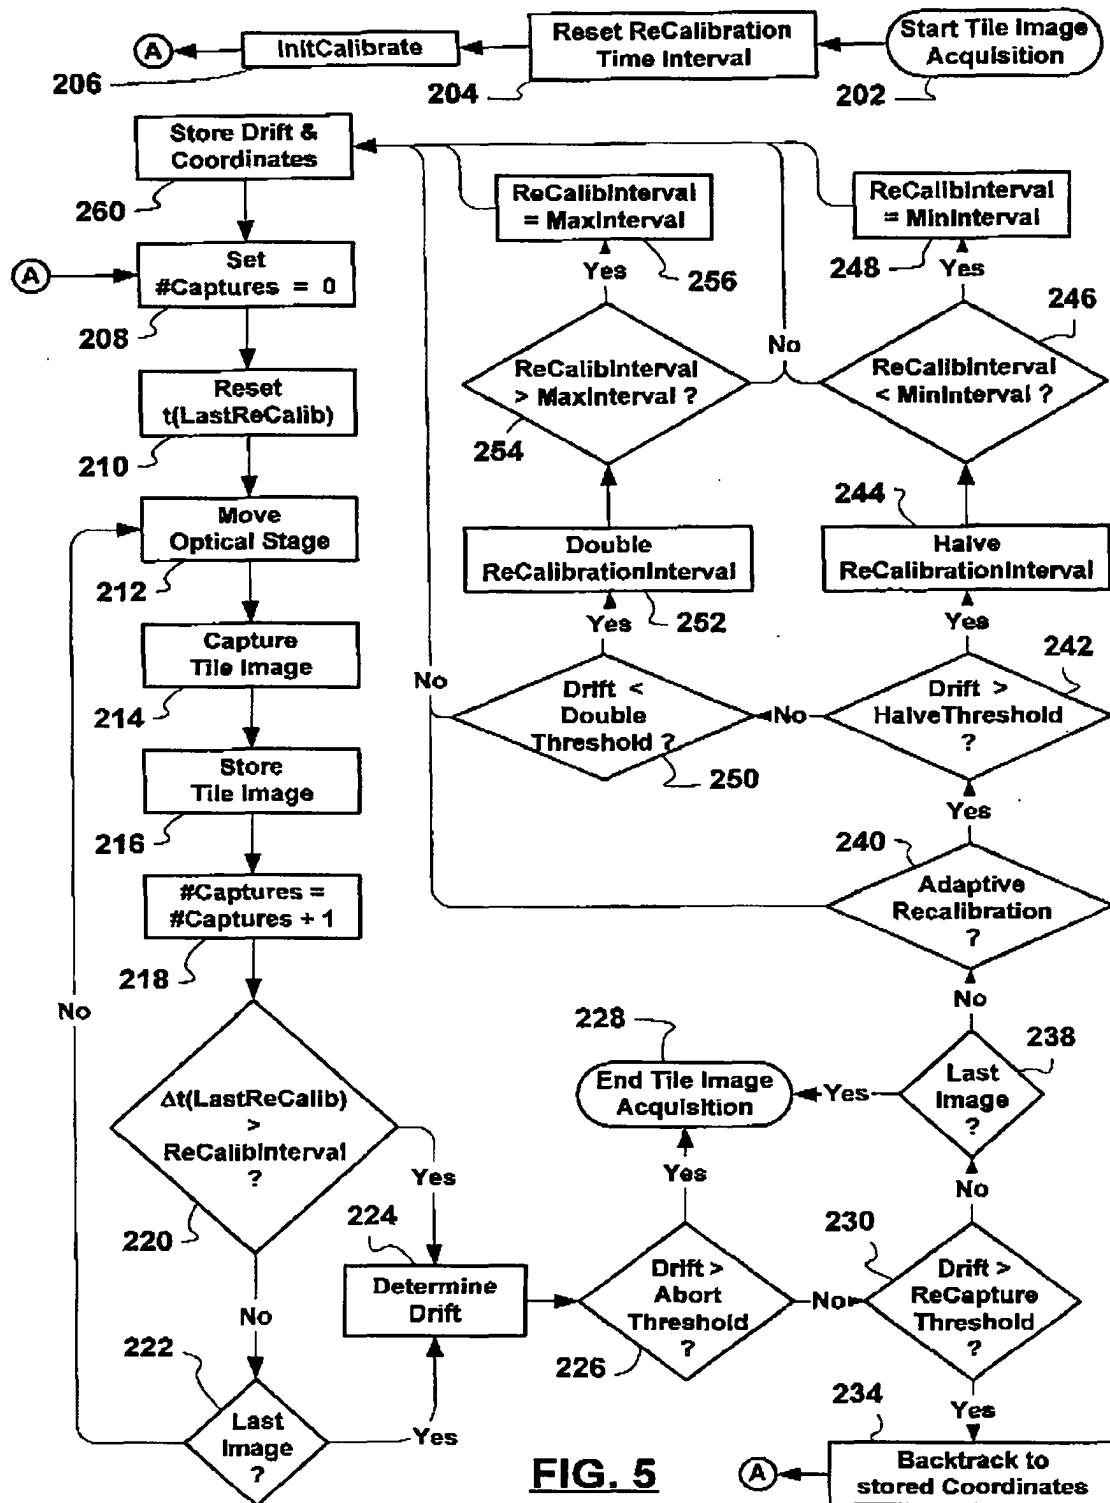 A
InitCalibrate
206
Reset ReCalibration
Time Interval
204
Start Tile Image
Acquisition
202
Store Drift &
Coordinates
260
A
Set
#Captures = 0
208
Reset
t(LastReCalib)
210
Move
Optical Stage
212
Capture
Tile Image
214
Store
Tile Image
216
#Captures =
#Captures + 1
218
No
Δt(LastReCalib)
>
ReCalibInterval
?
220
Yes
No
222
Last
Image
?
Yes
224
Determine
Drift
ReCalibInterval
= MaxInterval
256
Yes
ReCalibInterval
> MaxInterval ?
254
No
ReCalibInterval
= MinInterval
248
Yes
246
ReCalibInterval
< MinInterval ?
Double
ReCalibrationInterval
252
Yes
244
Halve
ReCalibrationInterval
Yes
242
No
Drift <
Double
Threshold ?
250
No
Drift >
HalveThreshold
?
Yes
240
Adaptive
Recalibration
?
No
228
End Tile Image
Acquisition
Yes
238
Last
Image
?
Yes
No
Drift >
Abort
Threshold
?
226
No
230
Drift >
ReCapture
Threshold
?
234
Yes
Backtrack to
stored Coordinates
A
FIG. 5